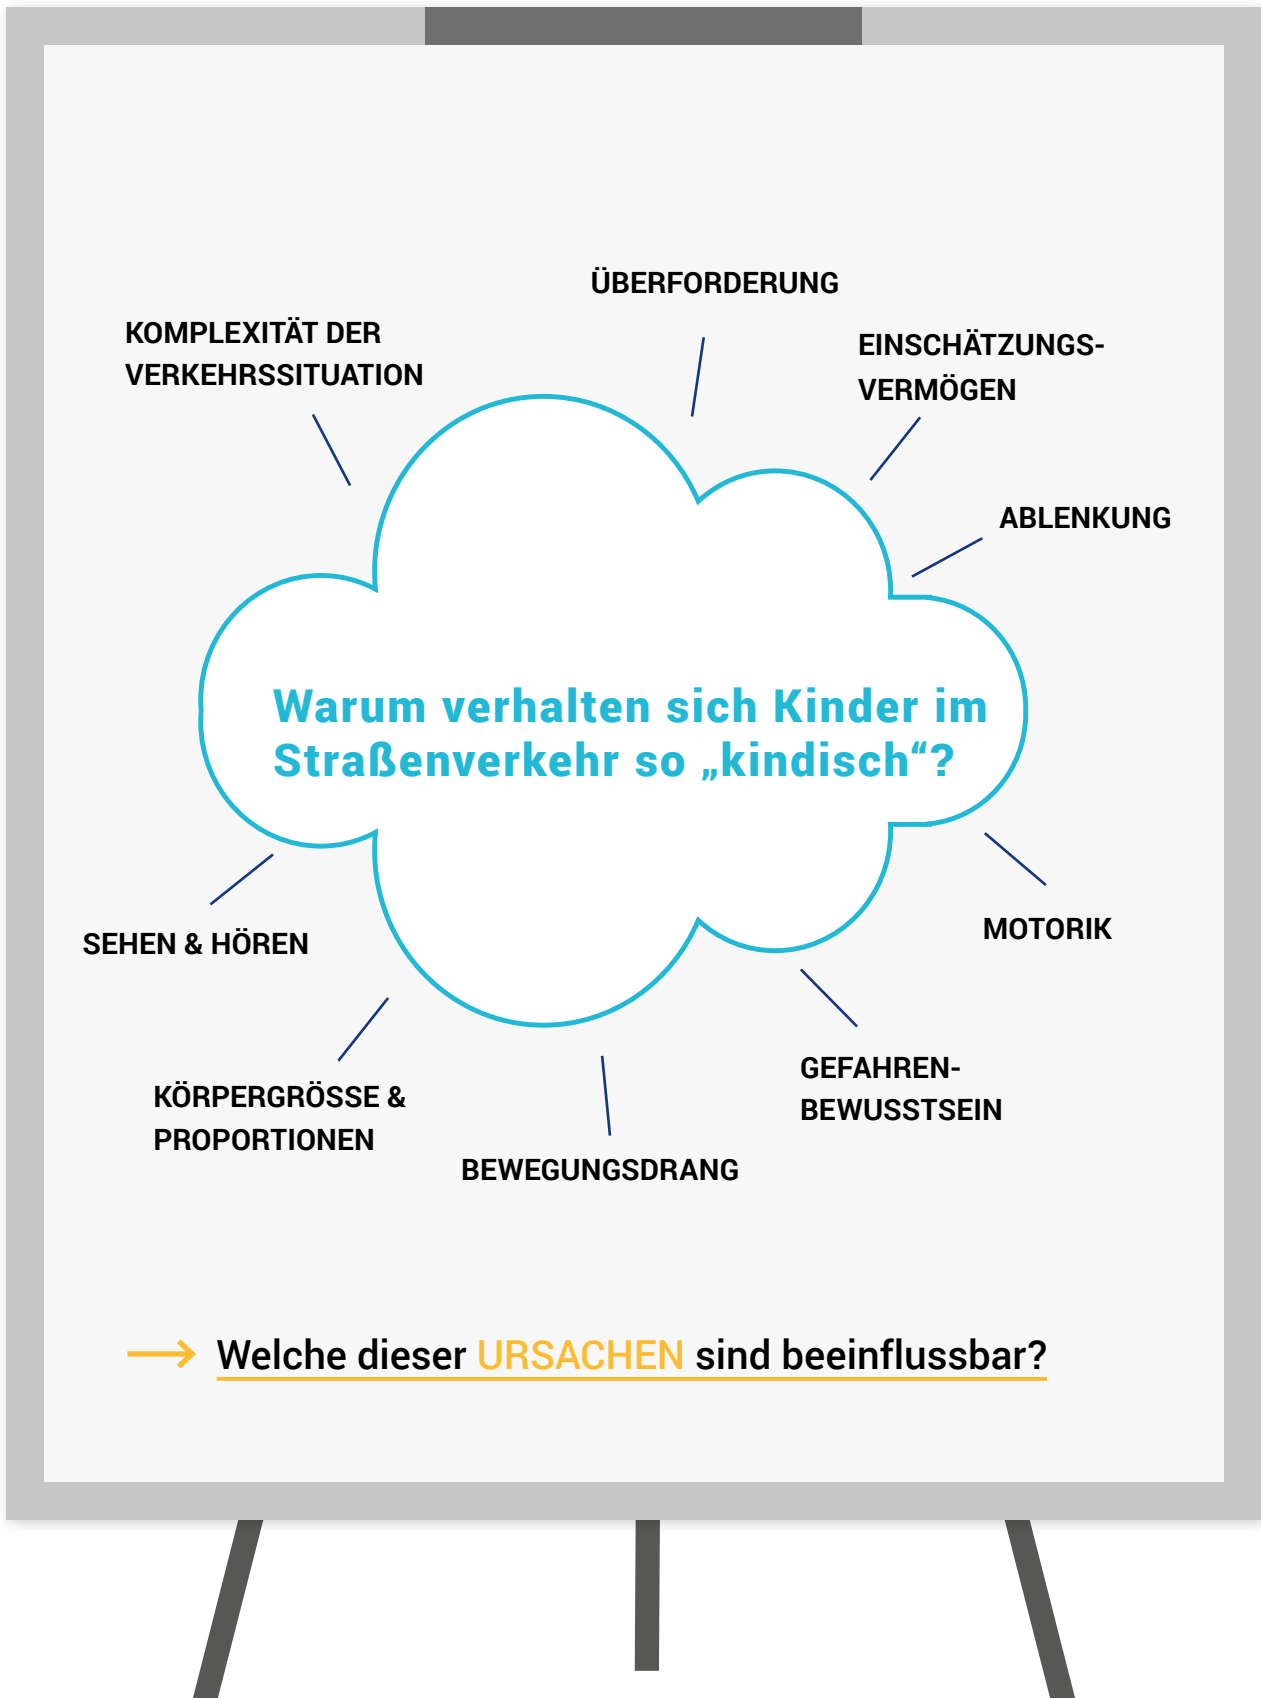 ÜBERFORDERUNG
KOMPLEXITÄT DER
VERKEHRSSITUATION
EINSCHÄTZUNGS-
VERMÖGEN
ABLENKUNG
Warum verhalten sich Kinder im
Straßenverkehr so „kindisch“?
SEHEN & HÖREN
MOTORIK
KÖRPERGRÖSSE &
PROPORTIONEN
BEWEGUNGSDRANG
GEFAHREN-
BEWUSSTSEIN
Welche dieser URSACHEN sind beeinflussbar?